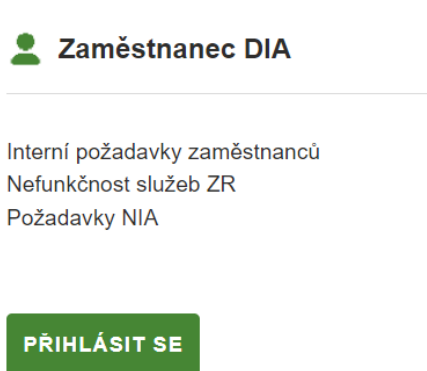 Zaměstnanec DIA
Interní požadavky zaměstnanců
Nefunkčnost služeb ZR
Požadavky NIA
PŘIHLÁSIT SE